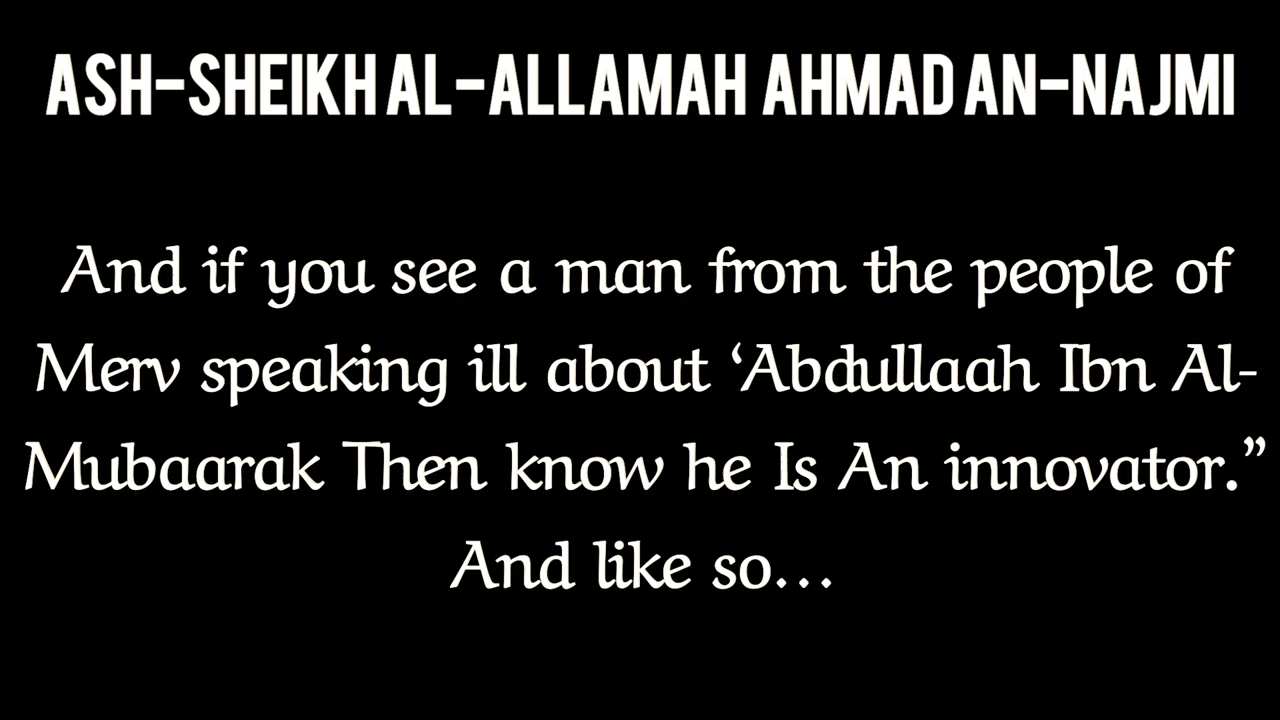 ASH-SHEIKH AL-ALLAMAH AHMAD AN-NAJMI
And if you see a man from the people of
Merv speaking ill about ‘Abdullaah Ibn Al-
Mubaarak Then know he Is An innovator.”
And like so...